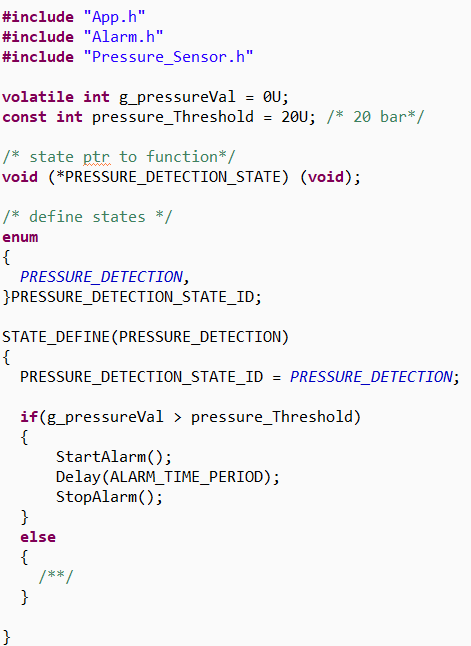 #include "App.h"
#include "Alarm.h"
#include "Pressure_Sensor.h"
volatile int g_pressureVal = 0U;
const int pressure_Threshold = 20U; /* 20 bar*/
/* state ptr to function*/
void (*PRESSURE_DETECTION_STATE) (void);
/* define states */
enum
{
PRESSURE_DETECTION,
}PRESSURE_DETECTION_STATE_ID;
STATE_DEFINE(PRESSURE_DETECTION)
{
PRESSURE_DETECTION_STATE_ID = PRESSURE_DETECTION;
if(g_pressureVal > pressure_Threshold)
{
StartAlarm();
Delay(ALARM_TIME_PERIOD);
StopAlarm();
}
else
{
/**/
}
}